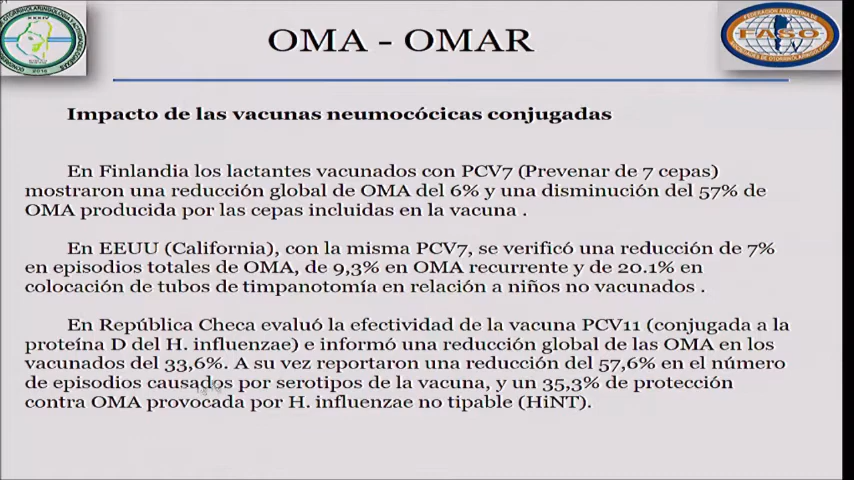 OMA - OMAR
FASO
Impacto de las vacunas neumocócicas conjugadas
En Finlandia los lactantes vacunados con PCV7 (Prevenar de 7 cepas)
mostraron una reducción global de OMA del 6% y una disminución del 57% de
OMA producida por las cepas incluidas en la vacuna .
En EEUU (California), con la misma PCV7, se verificó una reducción de 7%
en episodios totales de OMA, de 9,3% en OMA recurrente y de 20.1% en
colocación de tubos de timpanotomía en relación a niños no vacunados .
En República Checa evaluó la efectividad de la vacuna PCV11 (conjugada a la
proteína D del H. influenzae) e informó una reducción global de las OMA en los
vacunados del 33,6%. A su vez reportaron una reducción del 57,6% en el número
de episodios causados por serotipos de la vacuna, y un 35,3% de protección
contra OMA provocada por H. influenzae no tipable (HiNT).